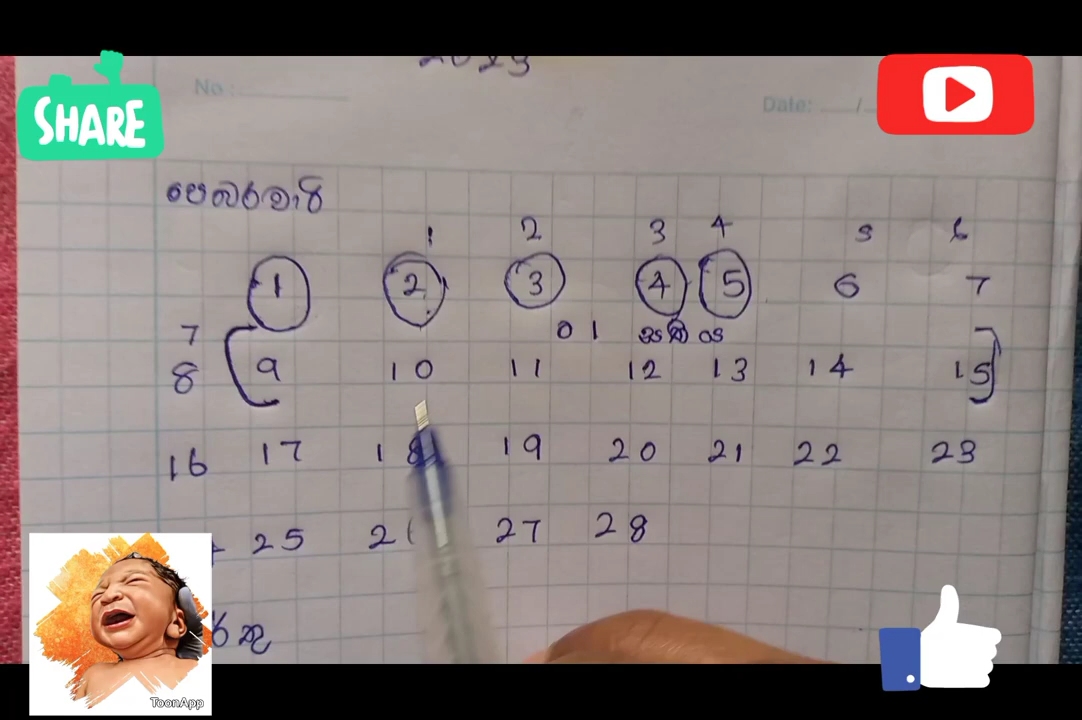 No :
Date: /
SHARE
පෙබරවාරි
1 2 3 4 5 6
1 2 3 4 5 6 7
7 01 සතිය
8 9 10 11 12 13 14 15
16 17 18 19 20 21 22 23
25 27 28
ToonApp